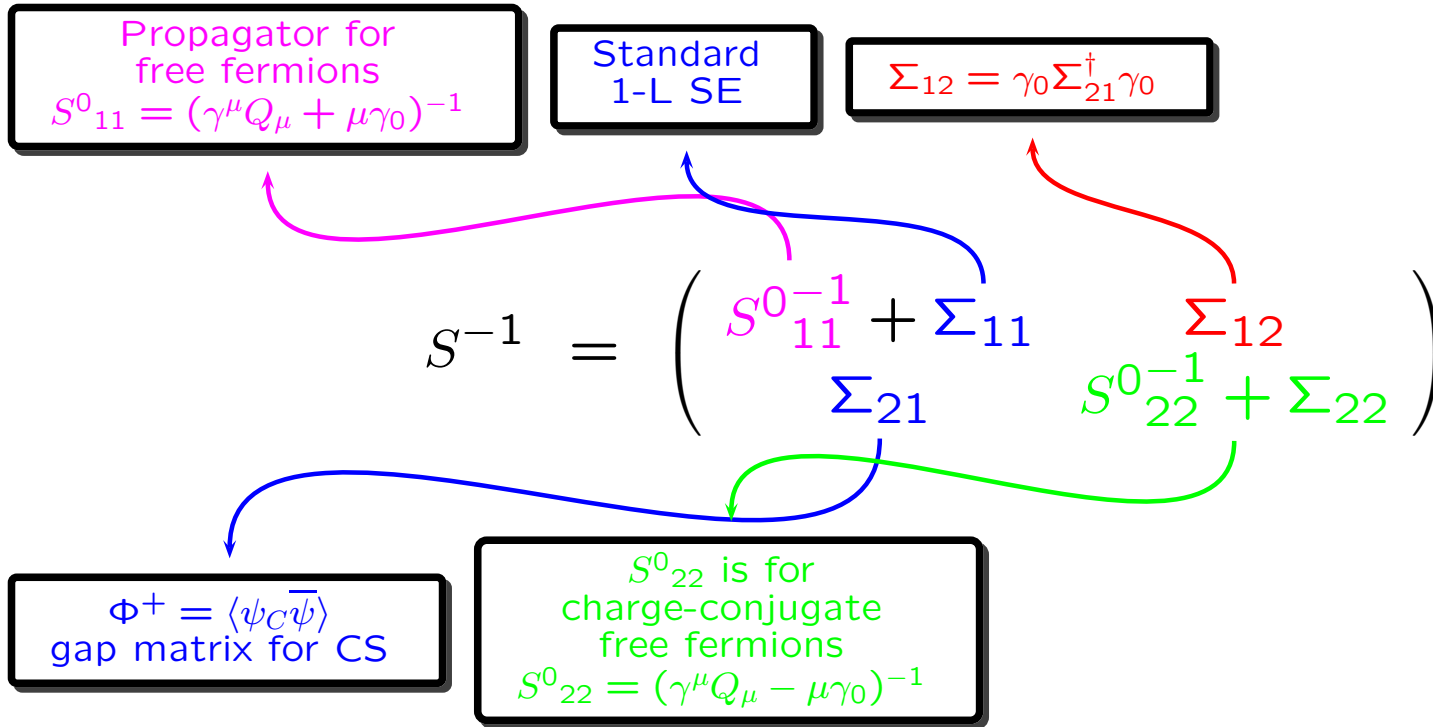 Propagator for
free fermions
S⁰₁₁ = (γ^μ Q_μ + μγ₀)⁻¹
Standard
1-L SE
Σ₁₂ = γ₀Σ†₂₁γ₀
S⁻¹ = ( S⁰₁₁⁻¹ + Σ₁₁ Σ₁₂
Σ₂₁ S⁰₂₂⁻¹ + Σ₂₂ )
Φ⁺ = ⟨ψ_C ψ̅⟩
gap matrix for CS
S⁰₂₂ is for
charge-conjugate
free fermions
S⁰₂₂ = (γ^μ Q_μ − μγ₀)⁻¹